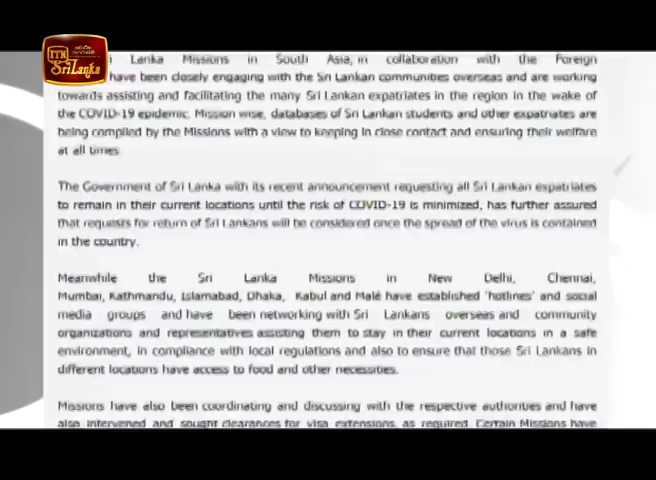 ITN
Sri Lanka
Lanka Missions in South Asia, in collaboration with the Foreign
have been closely engaging with the Sri Lankan communities overseas and are working
towards assisting and facilitating the many Sri Lankan expatriates in the region in the wake of
the COVID-19 epidemic. Mission wise, databases of Sri Lankan students and other expatriates are
being compiled by the Missions with a view to keeping in close contact and ensuring their welfare
at all times
The Government of Sri Lanka with its recent announcement requesting all Sri Lankan expatriates
to remain in their current locations until the risk of COVID-19 is minimized, has further assured
that requests for return of Sri Lankans will be considered once the spread of the virus is contained
in the country.
Meanwhile the Sri Lanka Missions in New Delhi, Chennai,
Mumbai, Kathmandu, Islamabad, Dhaka, Kabul and Malé have established 'hotlines' and social
media groups and have been networking with Sri Lankans overseas and community
organizations and representatives assisting them to stay in their current locations in a safe
environment, in compliance with local regulations and also to ensure that those Sri Lankans in
different locations have access to food and other necessities.
Missions have also been coordinating and discussing with the respective authorities and have
also intervened and sought clearances for visa extensions, as required. Certain Missions have